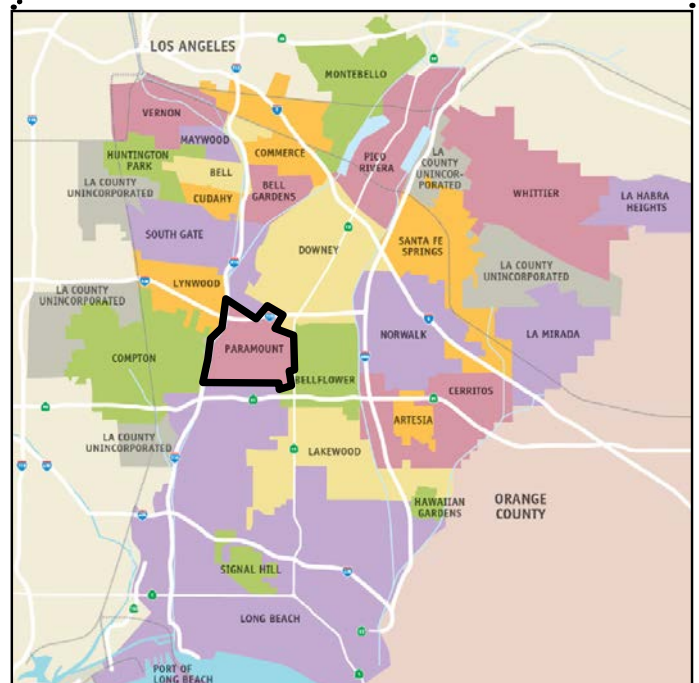 LOS ANGELES
MONTEBELLO
VERNON
MAYWOOD
COMMERCE
HUNTINGTON
PARK
BELL
PICO
RIVERA
LA
COUNTY
UNINCOR-
PORATED
LA COUNTY
UNINCORPORATED
CUDAHY
BELL
GARDENS
WHITTIER
LA HABRA
HEIGHTS
SOUTH GATE
DOWNEY
SANTA FE
SPRINGS
LA COUNTY
UNINCORPORATED
LYNWOOD
LA COUNTY
UNINCORPORATED
PARAMOUNT
NORWALK
LA MIRADA
COMPTON
BELLFLOWER
CERRITOS
ARTESIA
LA COUNTY
UNINCORPORATED
LAKEWOOD
HAWAIIAN
GARDENS
ORANGE
COUNTY
SIGNAL HILL
LONG BEACH
PORT OF
LONG BEACH